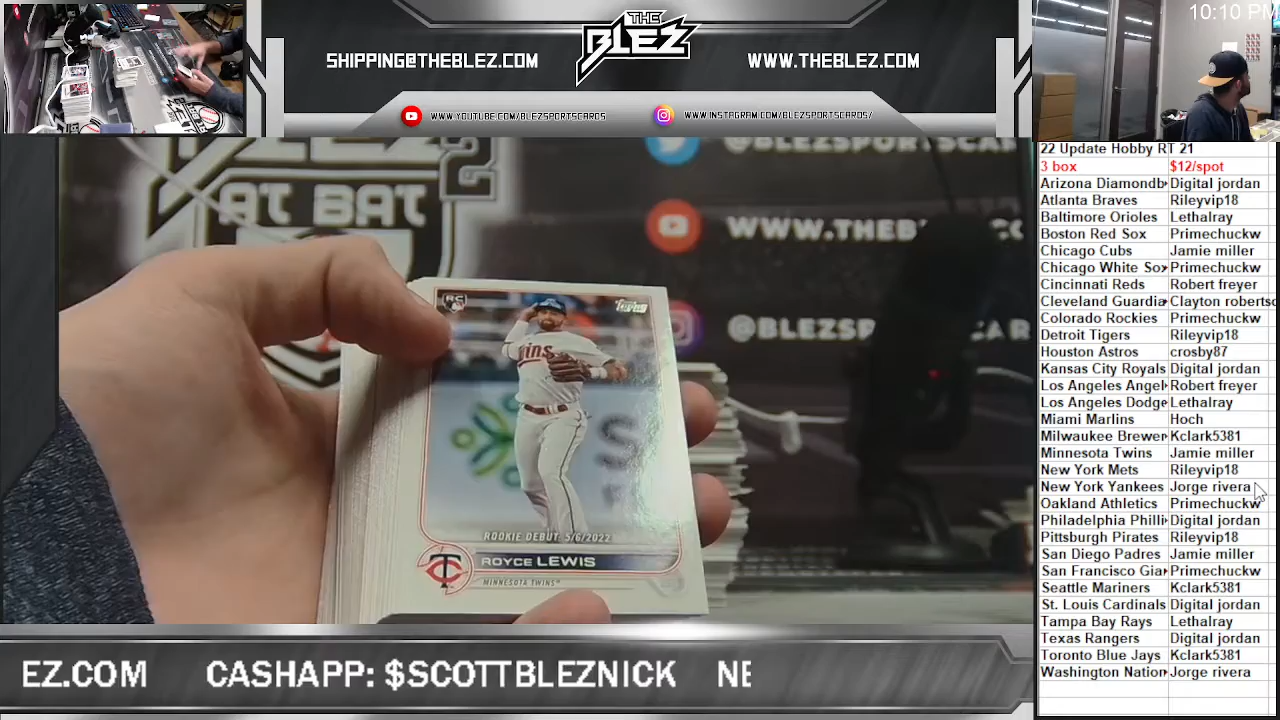 THE
BLEZ
SHIPPING@THEBLEZ.COM
WWW.THEBLEZ.COM
WWW.YOUTUBE.COM/BLEZSPORTSCARDS
WWW.INSTAGRAM.COM/BLEZSPORTSCARDS/
10:10 PM
AT BAT
2
@BLEZSPORTSCAR
WWW.THEB
@BLEZSP
RC
Topps
ROOKIE DEBUT: 5/6/2022
ROYCE LEWIS
MINNESOTA TWINS
22 Update Hobby RT 21
3 box $12/spot
Arizona Diamondb Digital jordan
Atlanta Braves Rileyvip18
Baltimore Orioles Lethalray
Boston Red Sox Primechuckw
Chicago Cubs Jamie miller
Chicago White Sox Primechuckw
Cincinnati Reds Robert freyer
Cleveland Guardia Clayton robertso
Colorado Rockies Primechuckw
Detroit Tigers Rileyvip18
Houston Astros crosby87
Kansas City Royals Digital jordan
Los Angeles Angel Robert freyer
Los Angeles Dodge Lethalray
Miami Marlins Hoch
Milwaukee Brewer Kclark5381
Minnesota Twins Jamie miller
New York Mets Rileyvip18
New York Yankees Jorge rivera
Oakland Athletics Primechuckw
Philadelphia Philli Digital jordan
Pittsburgh Pirates Rileyvip18
San Diego Padres Jamie miller
San Francisco Gia Primechuckw
Seattle Mariners Kclark5381
St. Louis Cardinals Digital jordan
Tampa Bay Rays Lethalray
Texas Rangers Digital jordan
Toronto Blue Jays Kclark5381
Washington Nation Jorge rivera
EZ.COM CASHAPP: $SCOTTBLEZNICK NE